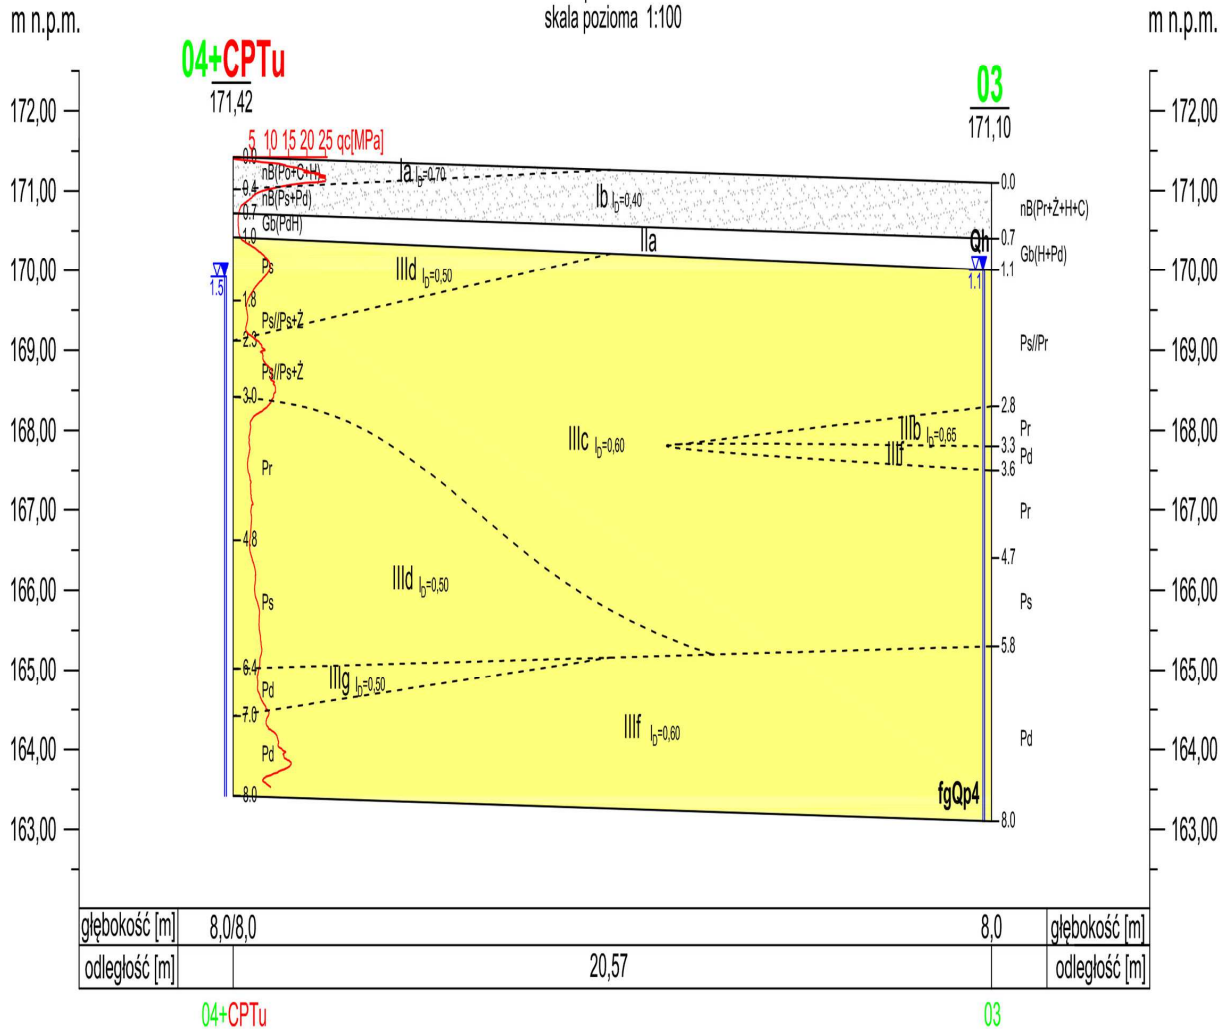 skala pozioma 1:100
m n.p.m.
m n.p.m.
04+CPTu
171,42
03
171,10
172,00
171,00
170,00
169,00
168,00
167,00
166,00
165,00
164,00
163,00
172,00
171,00
170,00
169,00
168,00
167,00
166,00
165,00
164,00
163,00
5 10 15 20 25 qc[MPa]
0.0
nB(Po+C+H)
0.4
nB(Ps+Pd)
0.7
Gb(PdH)
1.0
Ps
1.5
1.8
Ps//Ps+Ż
2.3
Ps//Ps+Ż
3.0
Pr
4.8
Ps
6.4
Pd
7.0
Pd
8.0
Ia ID=0,70
Ib ID=0,40
IIa
Qh
IIId ID=0,50
IIIc ID=0,60
IIIb ID=0,65
IIIf
IIId ID=0,50
IIIg ID=0,50
IIIf ID=0,60
fgQp4
0.0
nB(Pr+Ż+H+C)
0.7
Gb(H+Pd)
1.1
1.1
Ps//Pr
2.8
Pr
3.3
Pd
3.6
Pr
4.7
Ps
5.8
Pd
8.0
głębokość [m] 8,0/8,0 8,0 głębokość [m]
odległość [m] 20,57 odległość [m]
04+CPTu
03